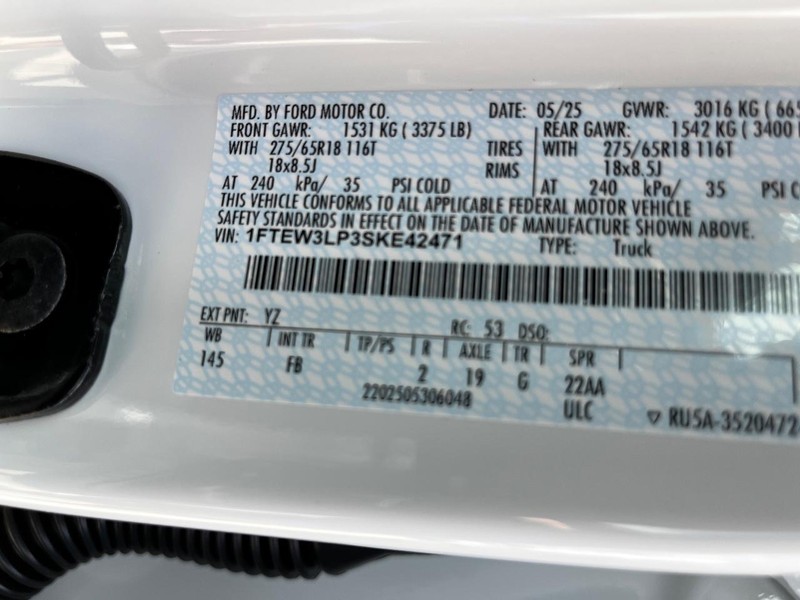 MFD. BY FORD MOTOR CO. DATE: 05/25 GVWR: 3016 KG ( 665
FRONT GAWR: 1531 KG ( 3375 LB) REAR GAWR: 1542 KG ( 3400
WITH 275/65R18 116T TIRES WITH 275/65R18 116T
18x8.5J RIMS 18x8.5J
AT 240 kPa/ 35 PSI COLD AT 240 kPa/ 35 PSI C
THIS VEHICLE CONFORMS TO ALL APPLICABLE FEDERAL MOTOR VEHICLE
SAFETY STANDARDS IN EFFECT ON THE DATE OF MANUFACTURE SHOWN ABOVE.
VIN: 1FTEW3LP3SKE42471 TYPE: Truck
EXT PNT: YZ RC: 53 DSO:
WB INT TR TP/PS R AXLE TR SPR
145 FB 2 19 G 22AA
2202505306048 ULC RU5A-3520472